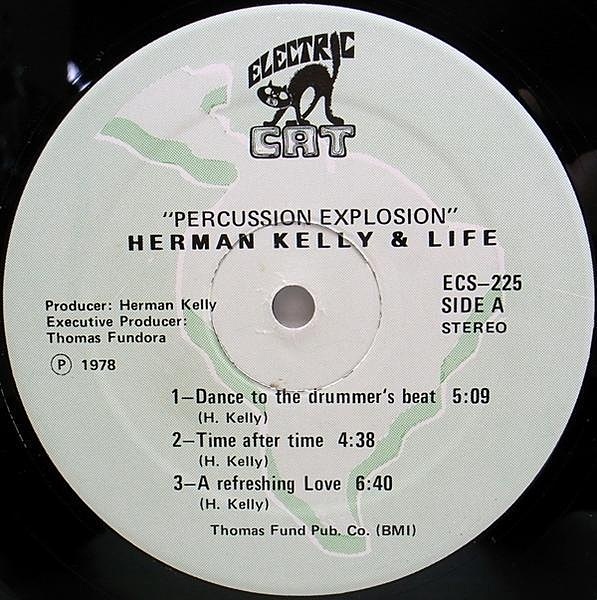 ELECTRIC
CAT
"PERCUSSION EXPLOSION"
HERMAN KELLY & LIFE
ECS–225
SIDE A
STEREO
Producer: Herman Kelly
Executive Producer:
Thomas Fundora
Ⓟ 1978
1–Dance to the drummer's beat 5:09
(H. Kelly)
2–Time after time 4:38
(H. Kelly)
3–A refreshing Love 6:40
(H. Kelly)
Thomas Fund Pub. Co. (BMI)